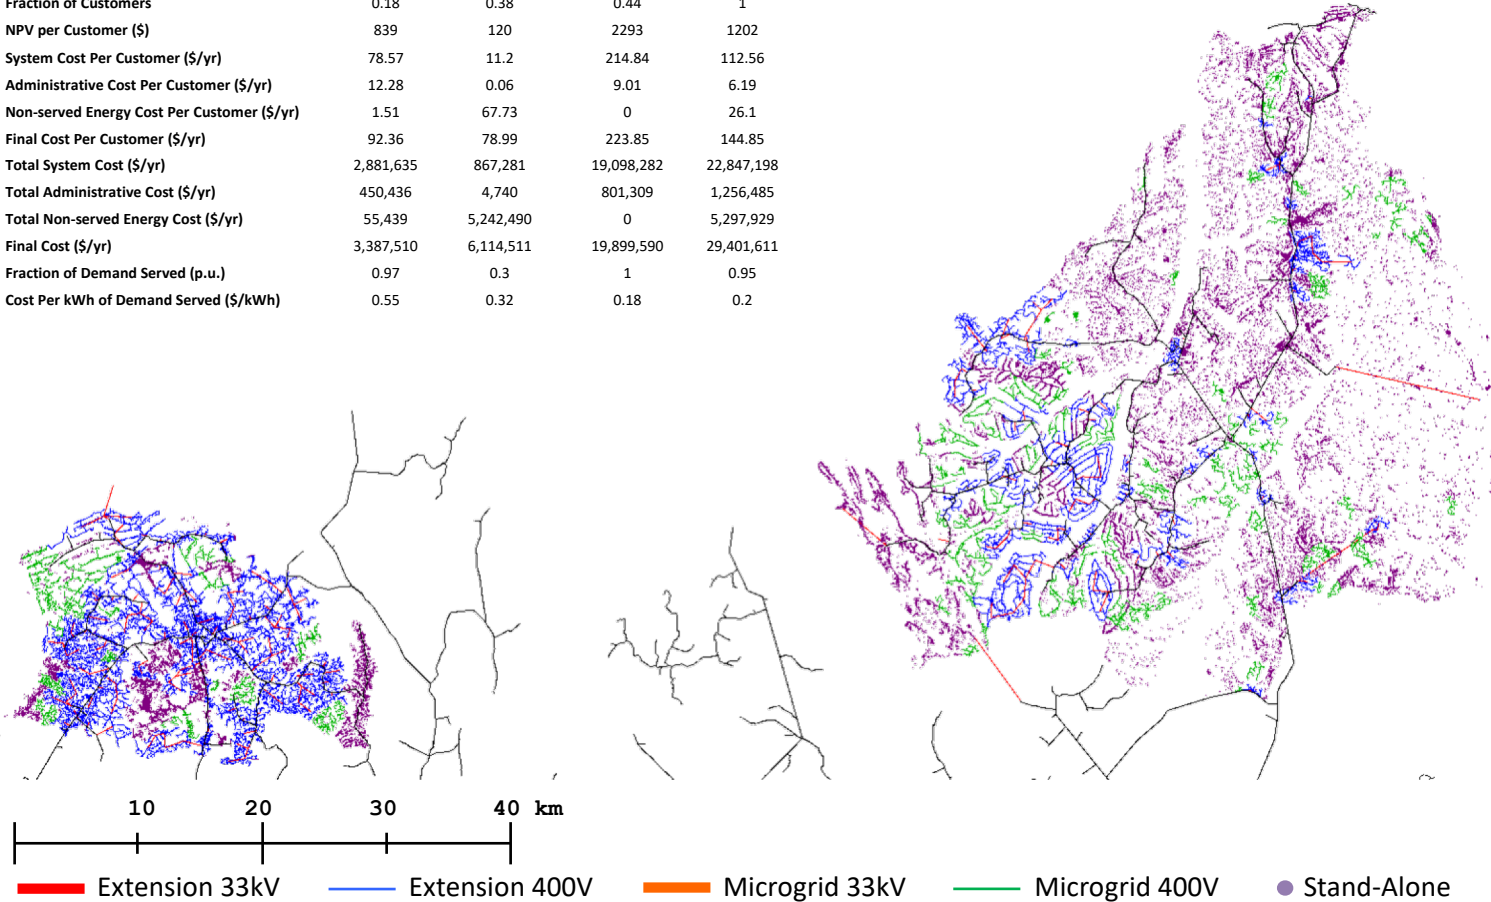 Fraction of Customers 0.18 0.38 0.44 1
NPV per Customer ($) 839 120 2293 1202
System Cost Per Customer ($/yr) 78.57 11.2 214.84 112.56
Administrative Cost Per Customer ($/yr) 12.28 0.06 9.01 6.19
Non-served Energy Cost Per Customer ($/yr) 1.51 67.73 0 26.1
Final Cost Per Customer ($/yr) 92.36 78.99 223.85 144.85
Total System Cost ($/yr) 2,881,635 867,281 19,098,282 22,847,198
Total Administrative Cost ($/yr) 450,436 4,740 801,309 1,256,485
Total Non-served Energy Cost ($/yr) 55,439 5,242,490 0 5,297,929
Final Cost ($/yr) 3,387,510 6,114,511 19,899,590 29,401,611
Fraction of Demand Served (p.u.) 0.97 0.3 1 0.95
Cost Per kWh of Demand Served ($/kWh) 0.55 0.32 0.18 0.2
10 20 30 40 km
Extension 33kV Extension 400V Microgrid 33kV Microgrid 400V Stand-Alone